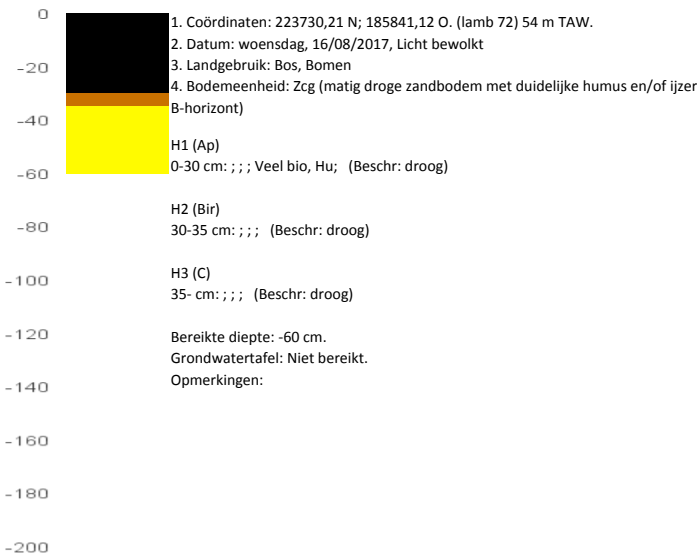 0
-20
-40
-60
-80
-100
-120
-140
-160
-180
-200
1. Coördinaten: 223730,21 N; 185841,12 O. (lamb 72) 54 m TAW.
2. Datum: woensdag, 16/08/2017, Licht bewolkt
3. Landgebruik: Bos, Bomen
4. Bodemeenheid: Zcg (matig droge zandbodem met duidelijke humus en/of ijzer
B-horizont)
H1 (Ap)
0-30 cm: ; ; ; Veel bio, Hu; (Beschr: droog)
H2 (Bir)
30-35 cm: ; ; ; (Beschr: droog)
H3 (C)
35- cm: ; ; ; (Beschr: droog)
Bereikte diepte: -60 cm.
Grondwatertafel: Niet bereikt.
Opmerkingen: